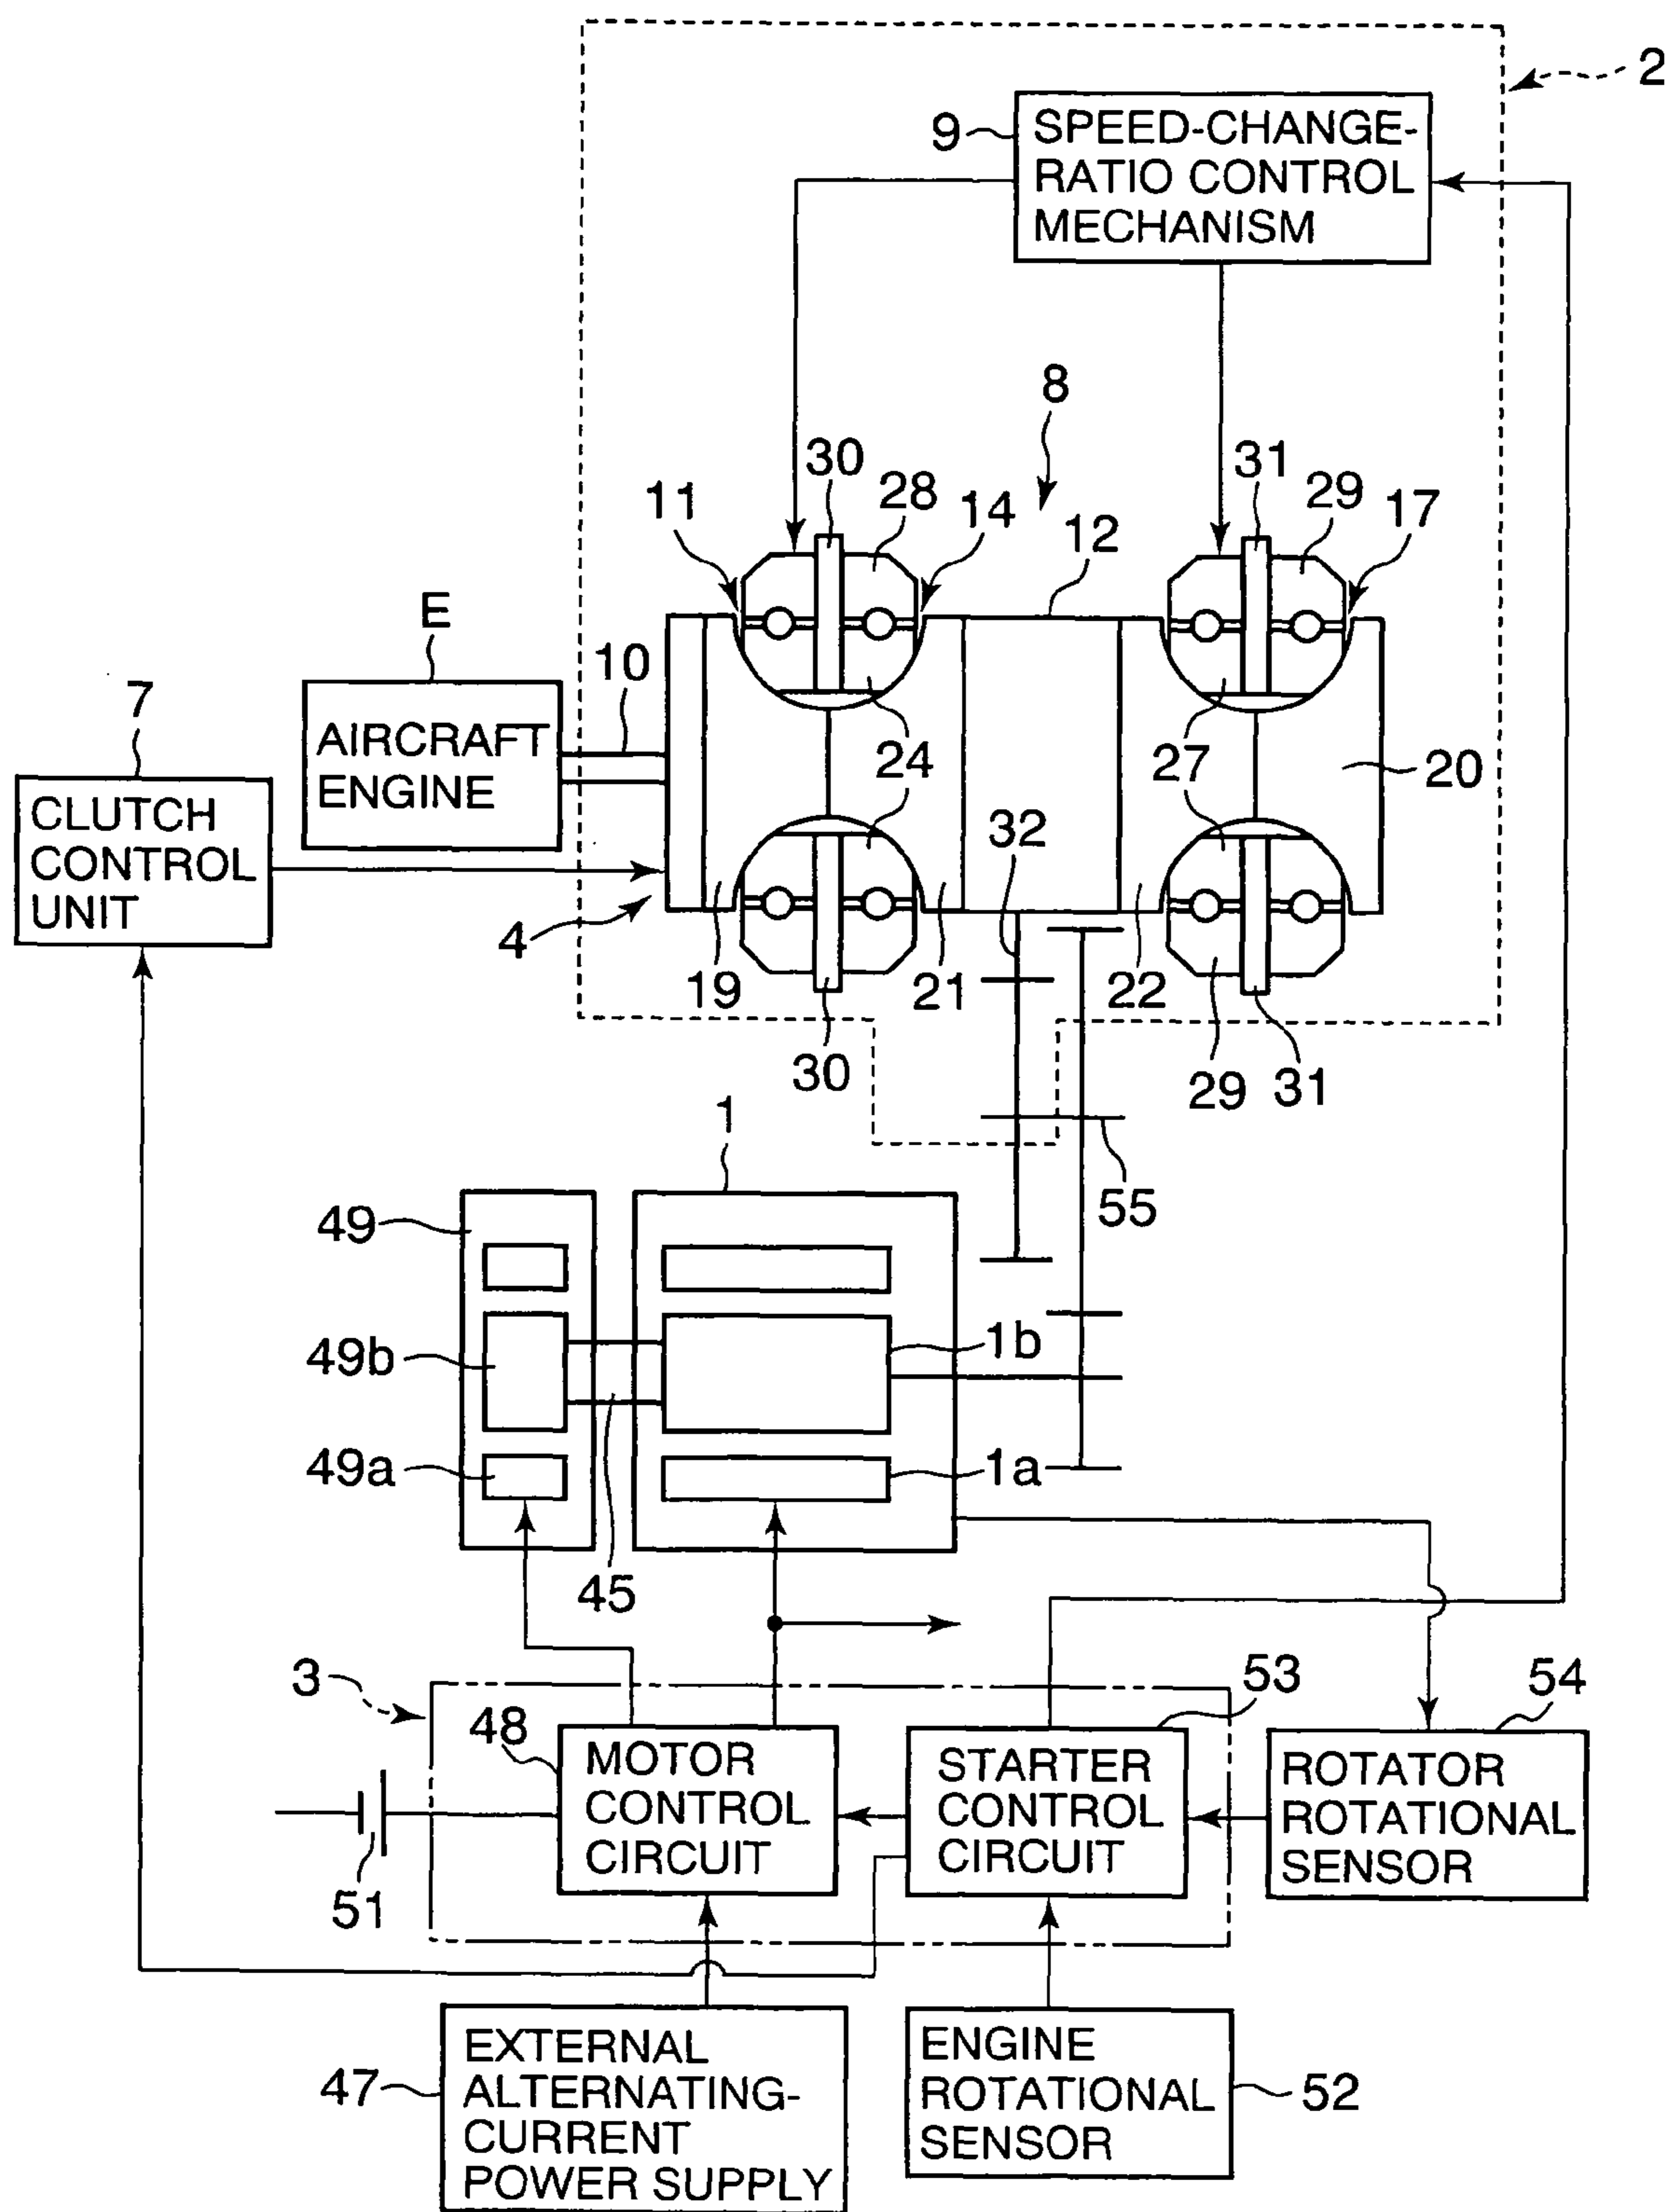 2
9
SPEED-CHANGE-
RATIO CONTROL
MECHANISM
8
30
31
28
29
11
14
12
17
E
10
7
AIRCRAFT
ENGINE
24
27
20
CLUTCH
CONTROL
UNIT
32
4
19
21
22
30
29
31
1
55
49
49b
1b
49a
1a
45
3
53
54
48
MOTOR
CONTROL
CIRCUIT
STARTER
CONTROL
CIRCUIT
ROTATOR
ROTATIONAL
SENSOR
51
47
EXTERNAL
ALTERNATING-
CURRENT
POWER SUPPLY
ENGINE
ROTATIONAL
SENSOR
52